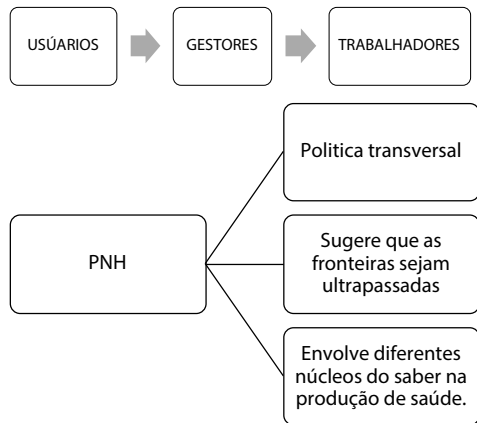 USÚARIOS
GESTORES
TRABALHADORES
Politica transversal
PNH
Sugere que as
fronteiras sejam
ultrapassadas
Envolve diferentes
núcleos do saber na
produção de saúde.